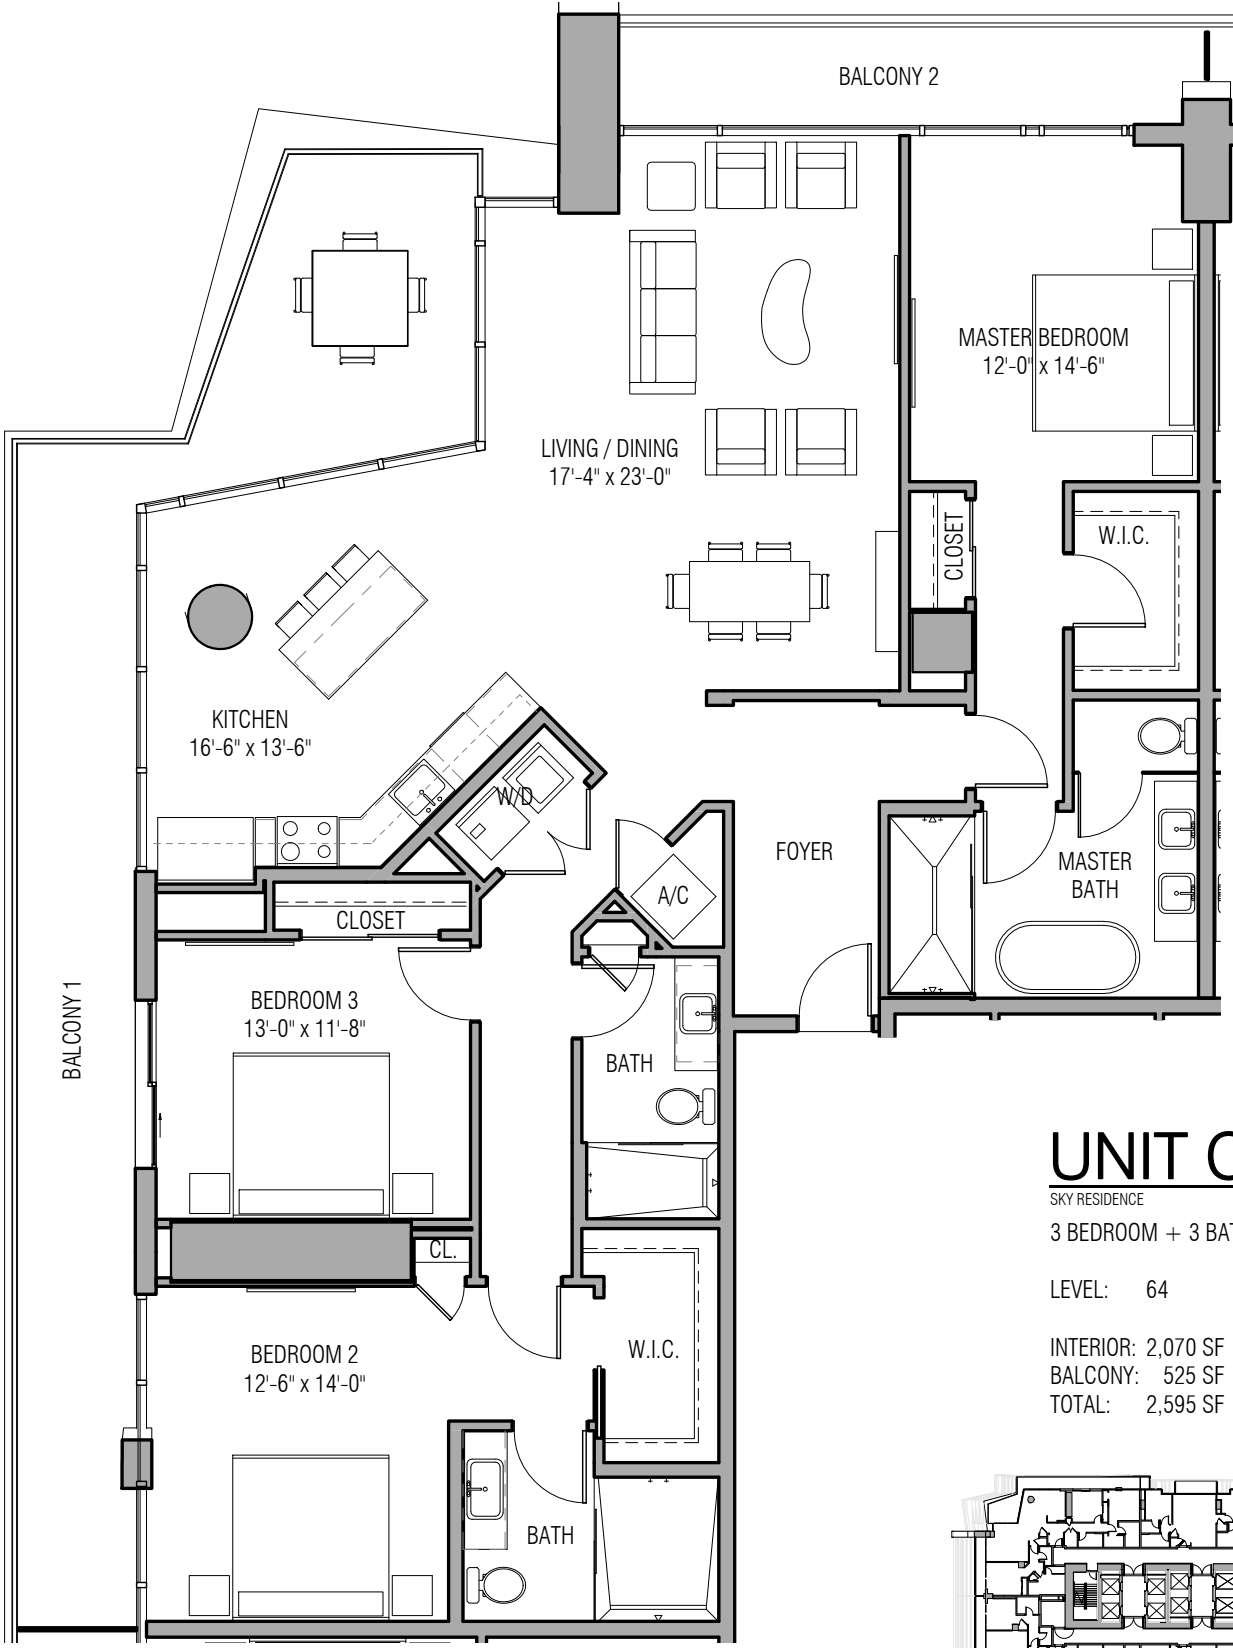 BALCONY 2
MASTER BEDROOM
12'-0" x 14'-6"
LIVING / DINING
17'-4" x 23'-0"
CLOSET
W.I.C.
KITCHEN
16'-6" x 13'-6"
W/D
FOYER
MASTER
BATH
A/C
CLOSET
BALCONY 1
BEDROOM 3
13'-0" x 11'-8"
BATH
CL.
W.I.C.
BEDROOM 2
12'-6" x 14'-0"
BATH
UNIT
SKY RESIDENCE
3 BEDROOM + 3 BAT
LEVEL: 64
INTERIOR: 2,070 SF
BALCONY: 525 SF
TOTAL: 2,595 SF